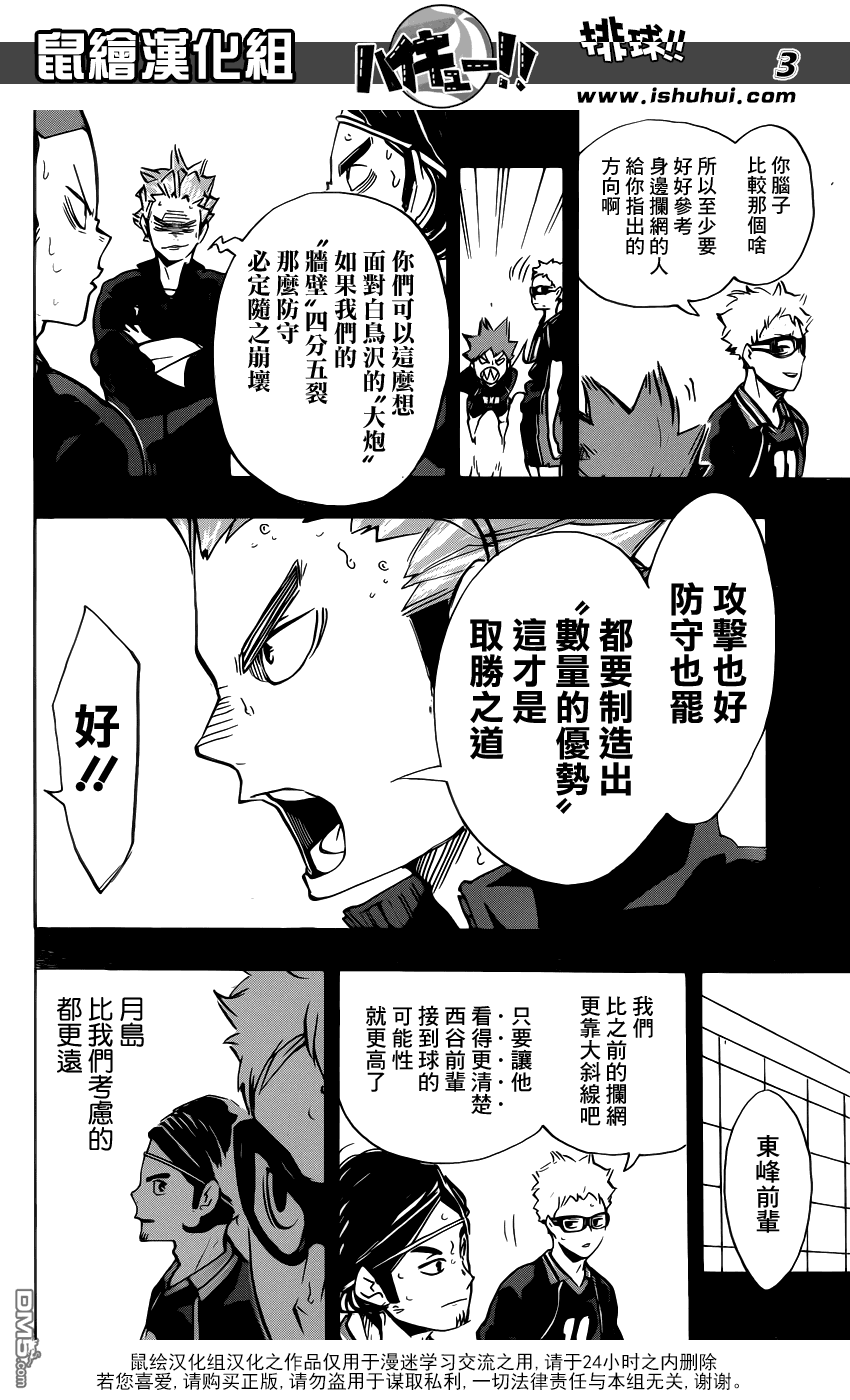 鼠繪漢化組
ハイキュー!!
排球!!
3
www.ishuhui.com
你腦子
比較那個啥
所以至少要
好好參考
身邊攔網的人
給你指出的
方向啊
你們可以這麼想
面對白鳥沢的〝大炮〞
如果我們的
〝牆壁〞四分五裂
那麼防守
必定隨之崩壞
攻擊也好
防守也罷
都要制造出
〝數量的優勢〞
這才是
取勝之道
好!!
東峰前輩
我們
比之前的攔網
更靠大斜線吧
只要讓他
看得更清楚
西谷前輩
接到球的
可能性
就更高了
月島
比我們考慮的
都更遠
DM5.com
鼠绘汉化组汉化之作品仅用于漫迷学习交流之用, 请于24小时之内删除
若您喜爱, 请购买正版, 请勿盗用于谋取私利, 一切法律责任与本组无关, 谢谢。